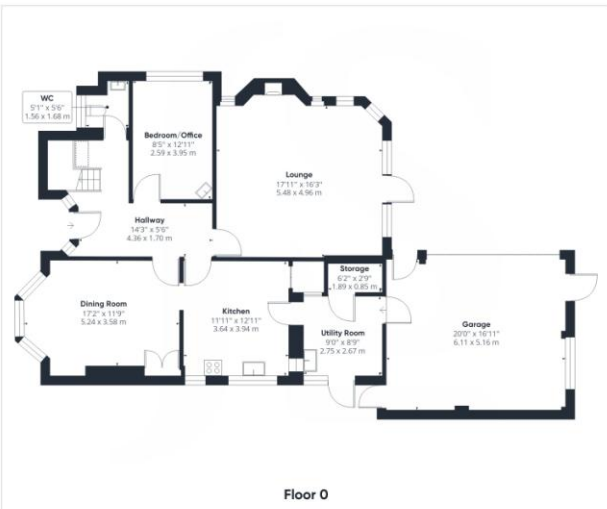 WC
5'1" x 5'6"
1.56 x 1.68 m
Bedroom/Office
8'5" x 12'11"
2.59 x 3.95 m
Lounge
17'11" x 16'3"
5.48 x 4.96 m
Hallway
14'3" x 5'6"
4.36 x 1.70 m
Storage
6'2" x 2'9"
1.89 x 0.85 m
Dining Room
17'2" x 11'9"
5.24 x 3.58 m
Kitchen
11'11" x 12'11"
3.64 x 3.94 m
Utility Room
9'0" x 8'9"
2.75 x 2.67 m
Garage
20'0" x 16'11"
6.11 x 5.16 m
Floor 0